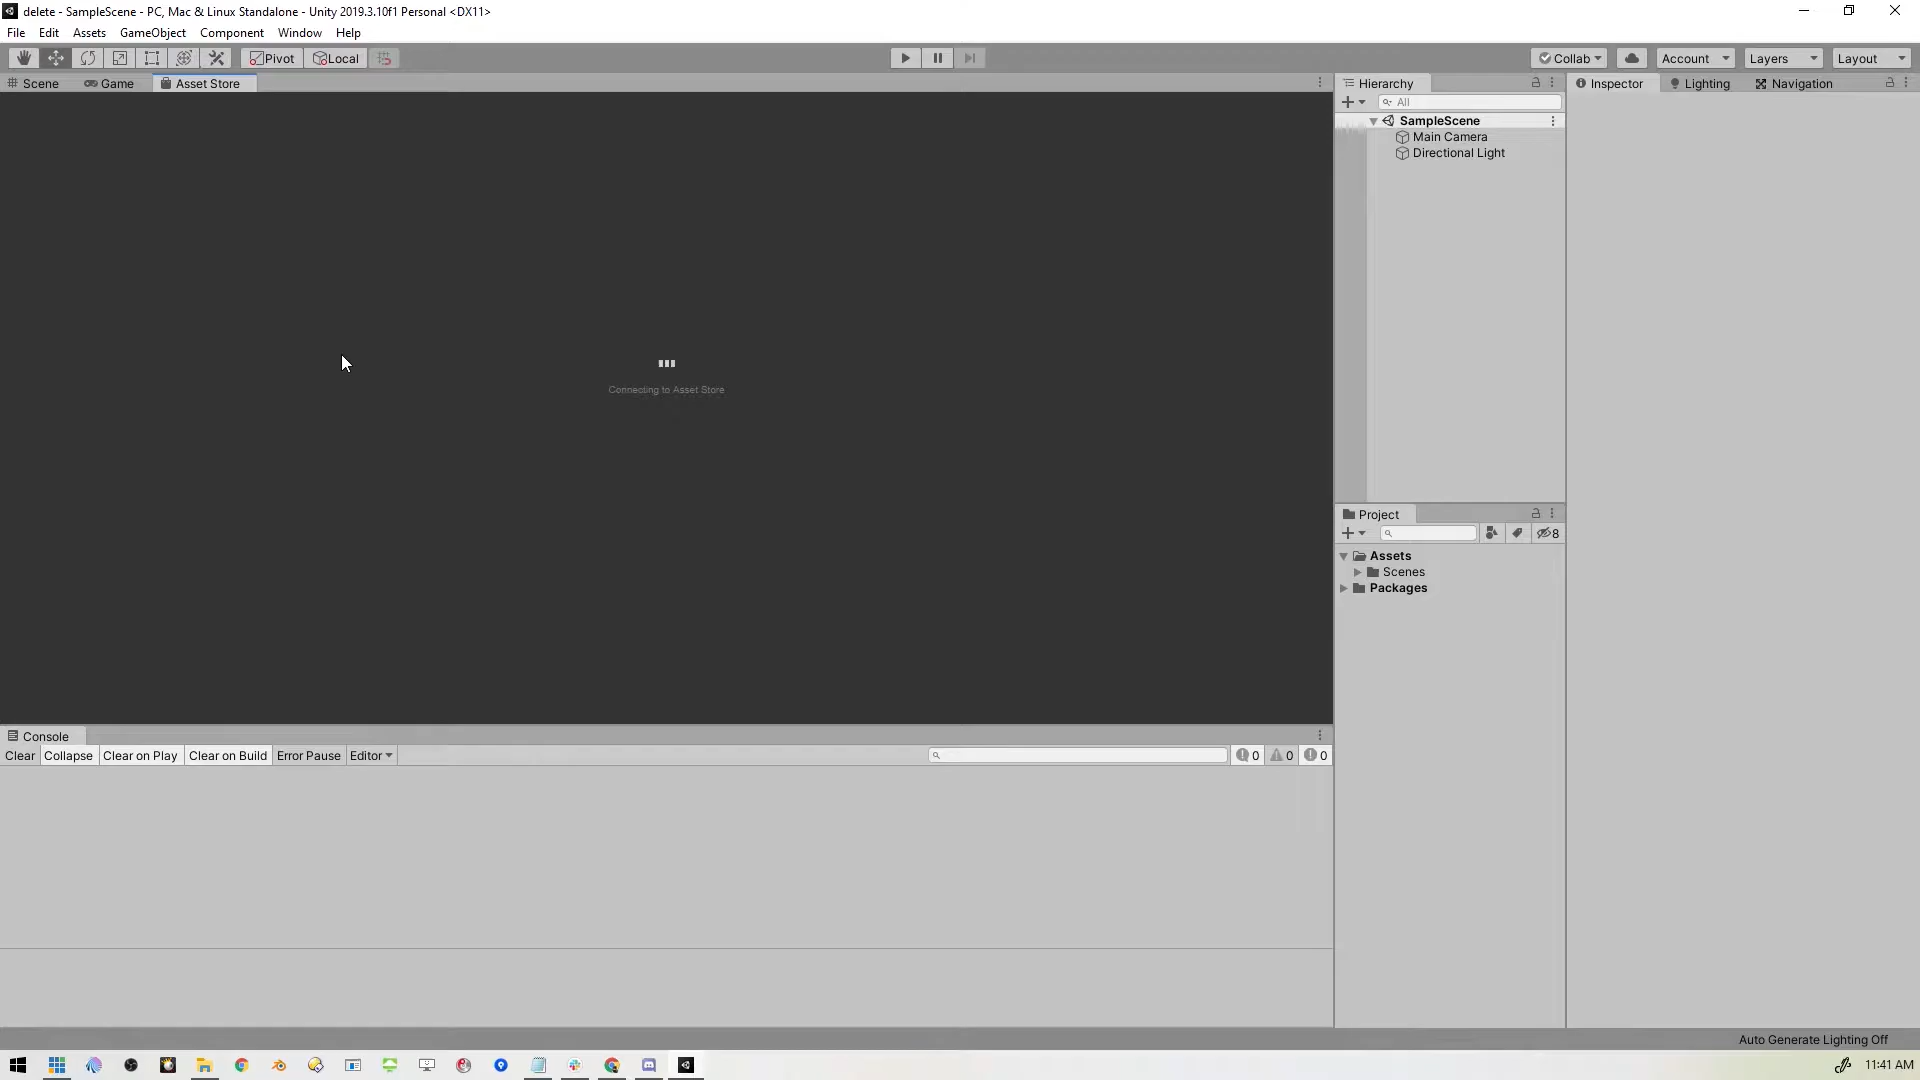 delete - SampleScene - PC, Mac & Linux Standalone - Unity 2019.3.10f1 Personal <DX11>
File Edit Assets GameObject Component Window Help
Pivot Local Collab Account Layers Layout
Scene Game Asset Store Hierarchy Inspector Lighting Navigation
All
SampleScene
Main Camera
Directional Light
Connecting to Asset Store
Project
8
Assets
Scenes
Packages
Console
Clear Collapse Clear on Play Clear on Build Error Pause Editor 0 0 0
Auto Generate Lighting Off
11:41 AM